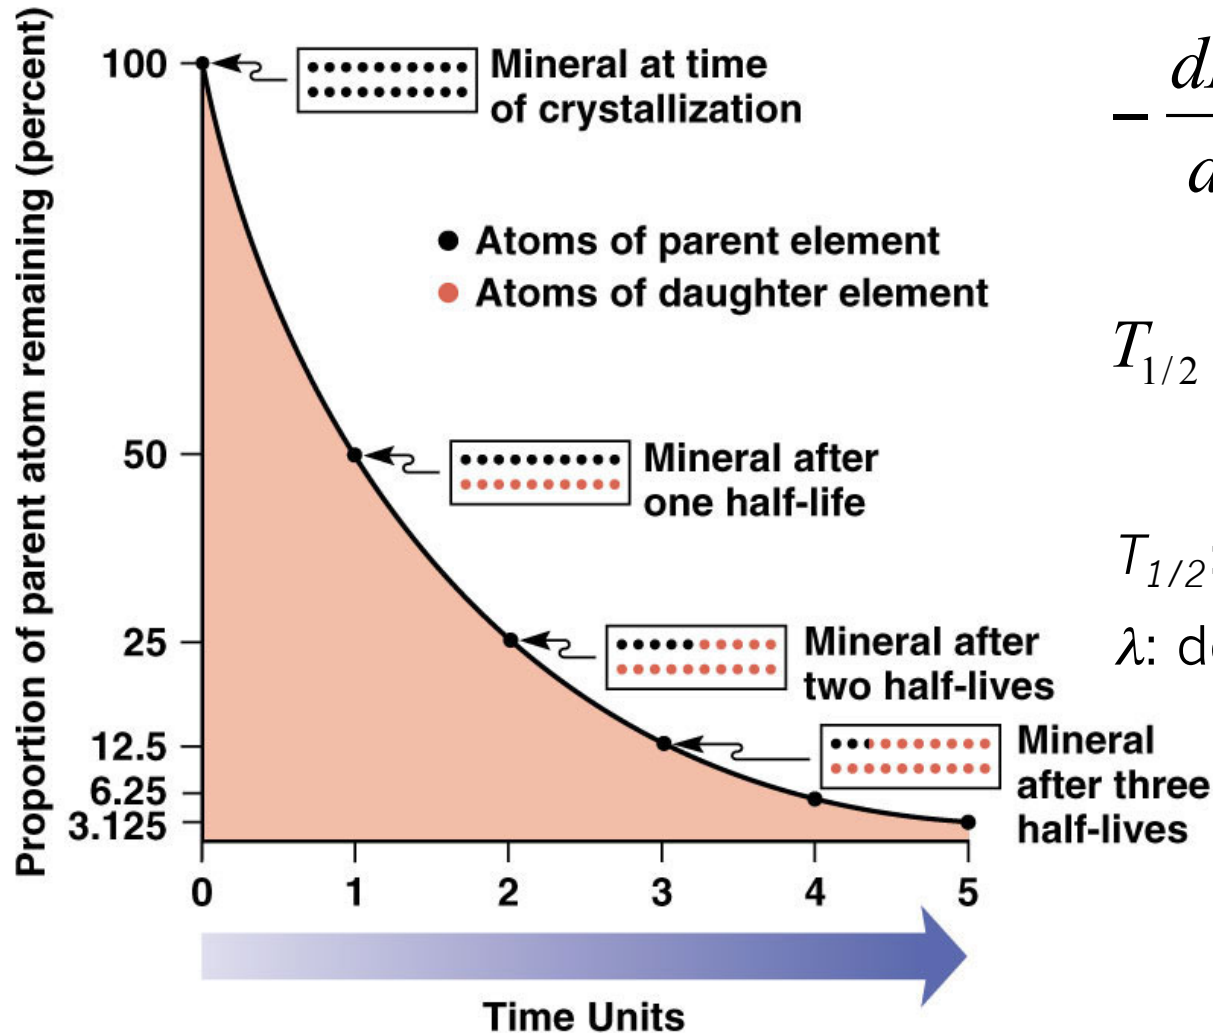 Proportion of parent atom remaining (percent)
100
50
25
12.5
6.25
3.125
Mineral at time
of crystallization
Atoms of parent element
Atoms of daughter element
Mineral after
one half-life
Mineral after
two half-lives
Mineral
after three
half-lives
0 1 2 3 4 5
Time Units
−
T1/2
T1/2
λ: